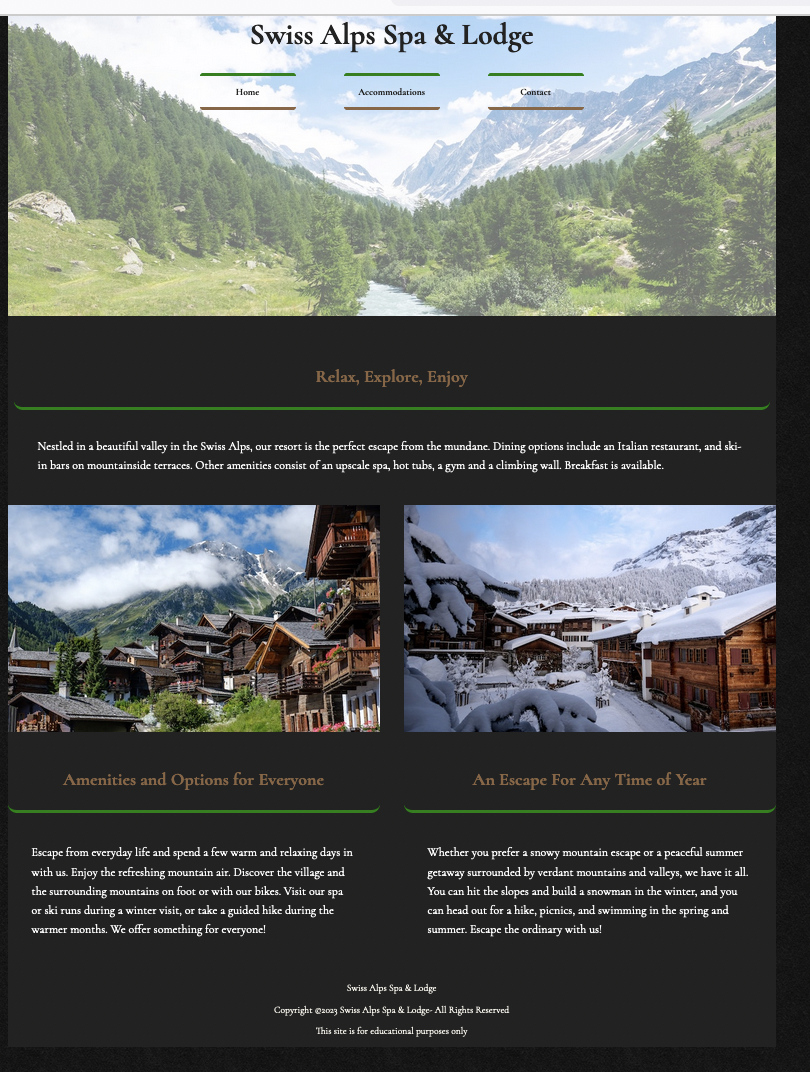 Swiss Alps Spa & Lodge
Home Accommodations Contact
Relax, Explore, Enjoy
Nestled in a beautiful valley in the Swiss Alps, our resort is the perfect escape from the mundane. Dining options include an Italian restaurant, and ski-
in bars on mountainside terraces. Other amenities consist of an upscale spa, hot tubs, a gym and a climbing wall. Breakfast is available.
Amenities and Options for Everyone
Escape from everyday life and spend a few warm and relaxing days in
with us. Enjoy the refreshing mountain air. Discover the village and
the surrounding mountains on foot or with our bikes. Visit our spa
or ski runs during a winter visit, or take a guided hike during the
warmer months. We offer something for everyone!
An Escape For Any Time of Year
Whether you prefer a snowy mountain escape or a peaceful summer
getaway surrounded by verdant mountains and valleys, we have it all.
You can hit the slopes and build a snowman in the winter, and you
can head out for a hike, picnics, and swimming in the spring and
summer. Escape the ordinary with us!
Swiss Alps Spa & Lodge
Copyright ©2023 Swiss Alps Spa & Lodge- All Rights Reserved
This site is for educational purposes only